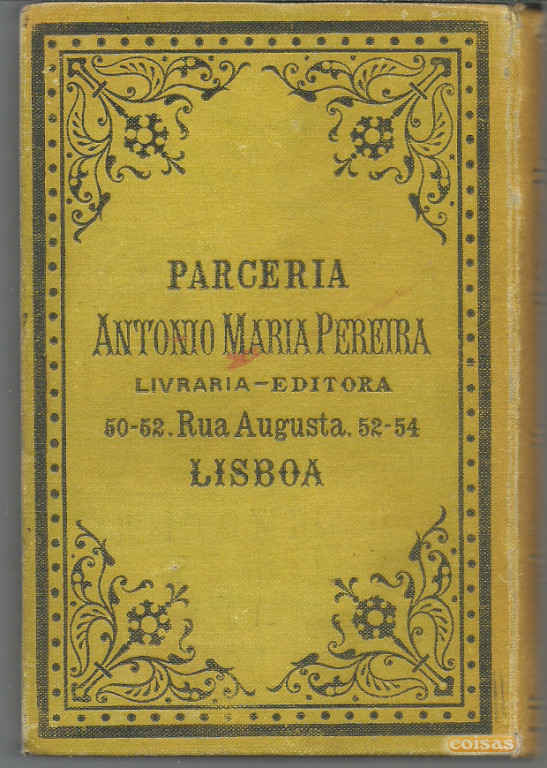 PARCERIA
ANTONIO MARIA PEREIRA
LIVRARIA-EDITORA
50-52. Rua Augusta. 52-54
LISBOA
coisas